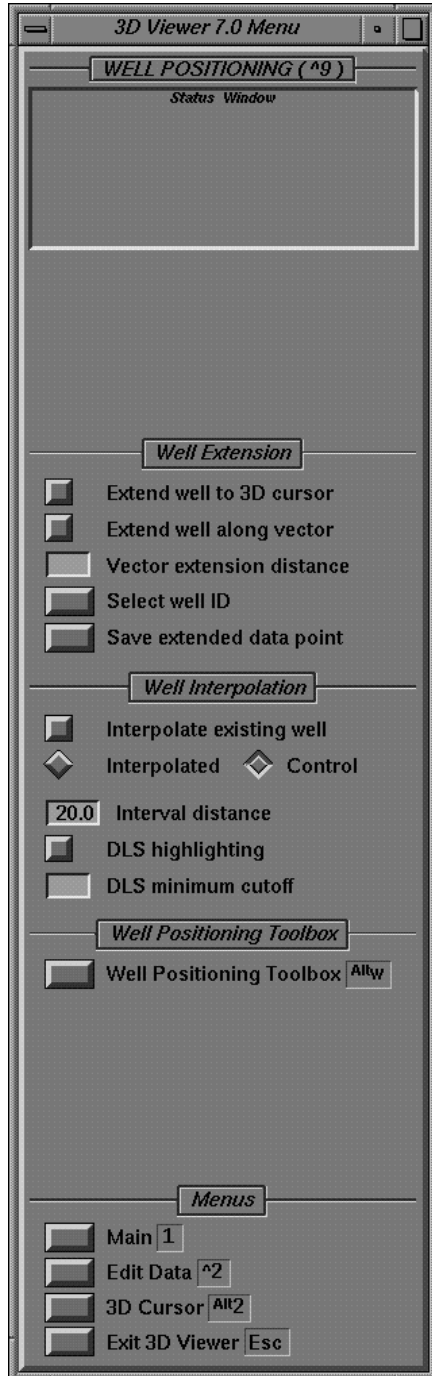 3D Viewer 7.0 Menu
WELL POSITIONING ( ^9 )
Status Window
Well Extension
Extend well to 3D cursor
Extend well along vector
Vector extension distance
Select well ID
Save extended data point
Well Interpolation
Interpolate existing well
Interpolated Control
20.0 Interval distance
DLS highlighting
DLS minimum cutoff
Well Positioning Toolbox
Well Positioning Toolbox Altw
Menus
Main 1
Edit Data ^2
3D Cursor Alt2
Exit 3D Viewer Esc